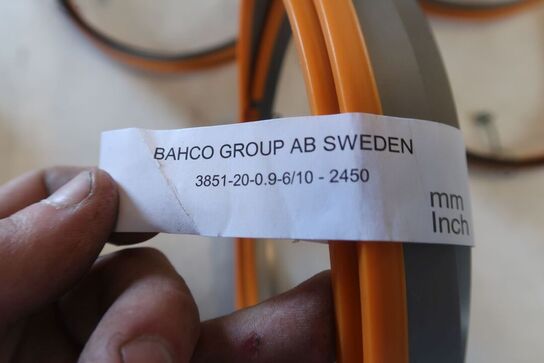 BAHCO GROUP AB SWEDEN
3851-20-0.9-6/10 - 2450
mm
Inch